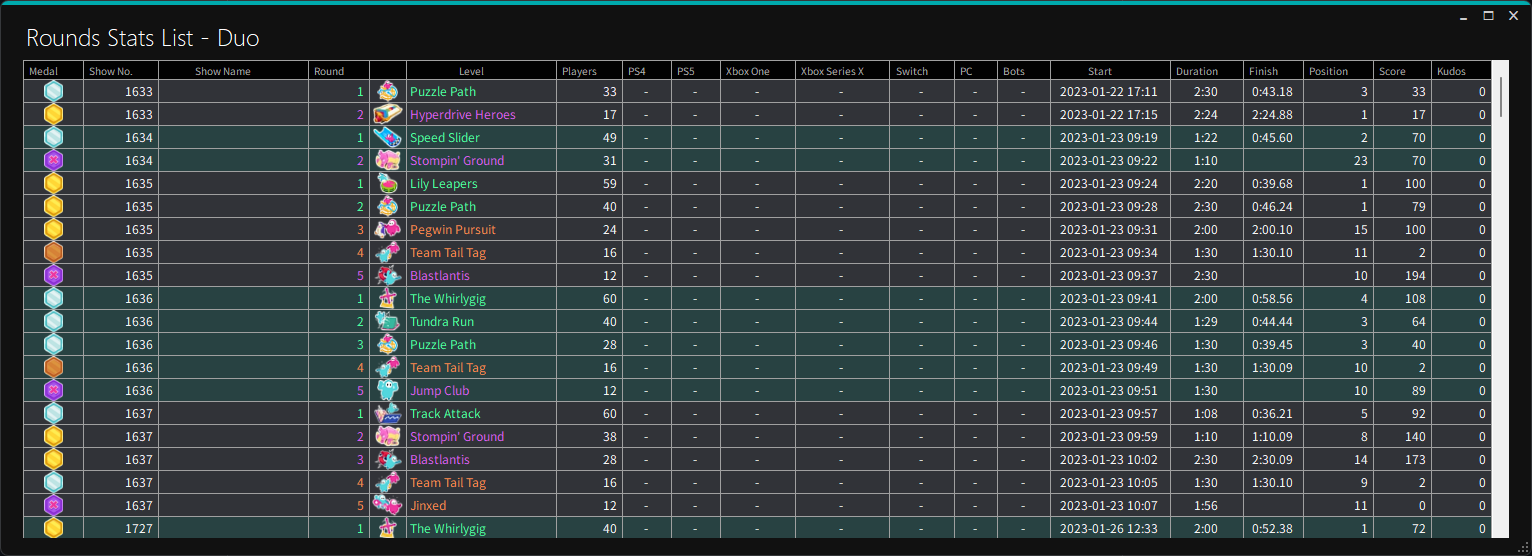 Rounds Stats List - Duo
Medal Show No. Show Name Round Level Players PS4 PS5 Xbox One Xbox Series X Switch PC Bots Start Duration Finish Position Score Kudos
1633 1 Puzzle Path 33 - - - - - - - 2023-01-22 17:11 2:30 0:43.18 3 33 0
1633 2 Hyperdrive Heroes 17 - - - - - - - 2023-01-22 17:15 2:24 2:24.88 1 17 0
1634 1 Speed Slider 49 - - - - - - - 2023-01-23 09:19 1:22 0:45.60 2 70 0
1634 2 Stompin' Ground 31 - - - - - - - 2023-01-23 09:22 1:10 23 70 0
1635 1 Lily Leapers 59 - - - - - - - 2023-01-23 09:24 2:20 0:39.68 1 100 0
1635 2 Puzzle Path 40 - - - - - - - 2023-01-23 09:28 2:30 0:46.24 1 79 0
1635 3 Pegwin Pursuit 24 - - - - - - - 2023-01-23 09:31 2:00 2:00.10 15 100 0
1635 4 Team Tail Tag 16 - - - - - - - 2023-01-23 09:34 1:30 1:30.10 11 2 0
1635 5 Blastlantis 12 - - - - - - - 2023-01-23 09:37 2:30 10 194 0
1636 1 The Whirlygig 60 - - - - - - - 2023-01-23 09:41 2:00 0:58.56 4 108 0
1636 2 Tundra Run 40 - - - - - - - 2023-01-23 09:44 1:29 0:44.44 3 64 0
1636 3 Puzzle Path 28 - - - - - - - 2023-01-23 09:46 1:30 0:39.45 3 40 0
1636 4 Team Tail Tag 16 - - - - - - - 2023-01-23 09:49 1:30 1:30.09 10 2 0
1636 5 Jump Club 12 - - - - - - - 2023-01-23 09:51 1:30 10 89 0
1637 1 Track Attack 60 - - - - - - - 2023-01-23 09:57 1:08 0:36.21 5 92 0
1637 2 Stompin' Ground 38 - - - - - - - 2023-01-23 09:59 1:10 1:10.09 8 140 0
1637 3 Blastlantis 28 - - - - - - - 2023-01-23 10:02 2:30 2:30.09 14 173 0
1637 4 Team Tail Tag 16 - - - - - - - 2023-01-23 10:05 1:30 1:30.10 9 2 0
1637 5 Jinxed 12 - - - - - - - 2023-01-23 10:07 1:56 11 0 0
1727 1 The Whirlygig 40 - - - - - - - 2023-01-26 12:33 2:00 0:52.38 1 72 0